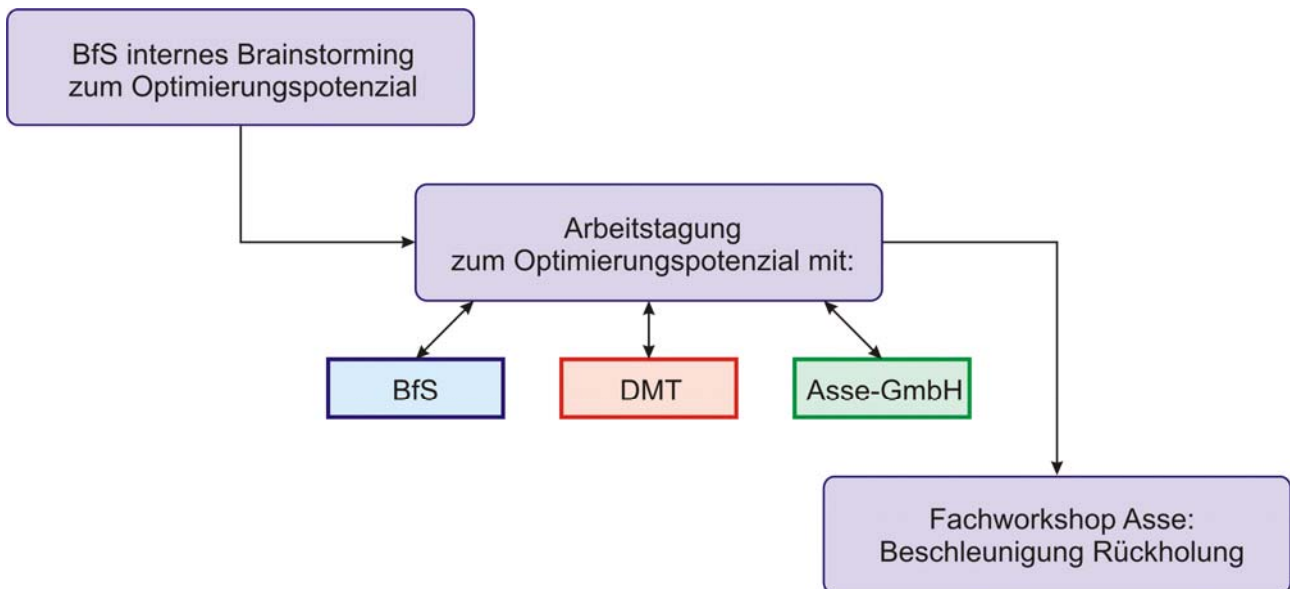 BfS internes Brainstorming
zum Optimierungspotenzial
Arbeitstagung
zum Optimierungspotenzial mit:
BfS
DMT
Asse-GmbH
Fachworkshop Asse:
Beschleunigung Rückholung